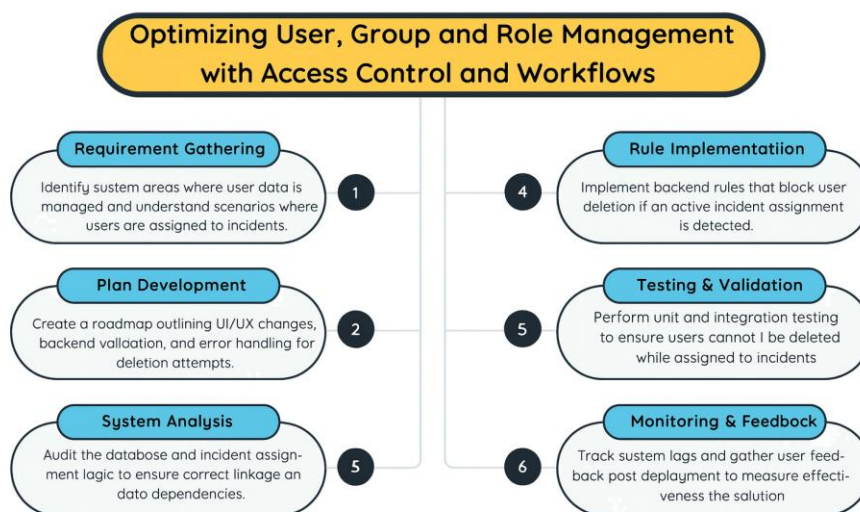 Optimizing User, Group and Role Management
with Access Control and Workflows
Requirement Gathering
Identify system areas where user data is
managed and understand scenarios where
users are assigned to incidents.
1
Plan Development
Create a roadmap outlining UI/UX changes,
backend vallaation, and error handling for
deletion attempts.
2
System Analysis
Audit the databose and incident assign-
ment logic to ensure correct linkage an
dato dependencies.
5
Rule Implementatiion
4
Implement backend rules that block user
deletion if an active incident assignment
is detected.
Testing & Validation
5
Perform unit and integration testing
to ensure users cannot I be deleted
while assigned to incidents
Monitoring & Feedbock
6
Track sustem lags and gather user feed-
back post deployment to measure effecti-
veness the salution